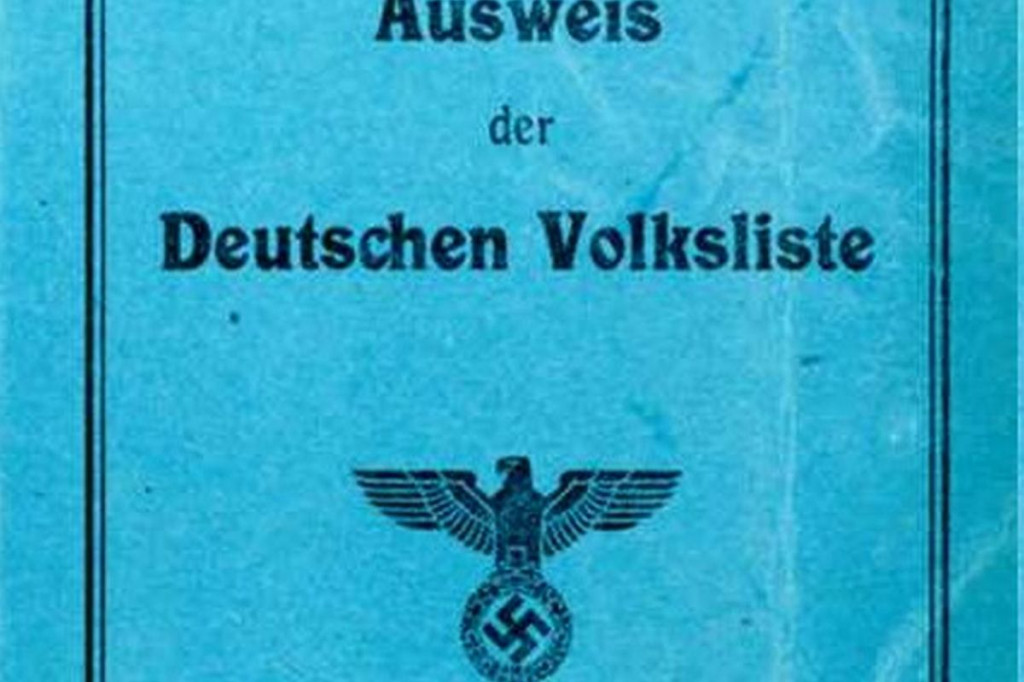 Ausweis
der
Deutschen Volksliste